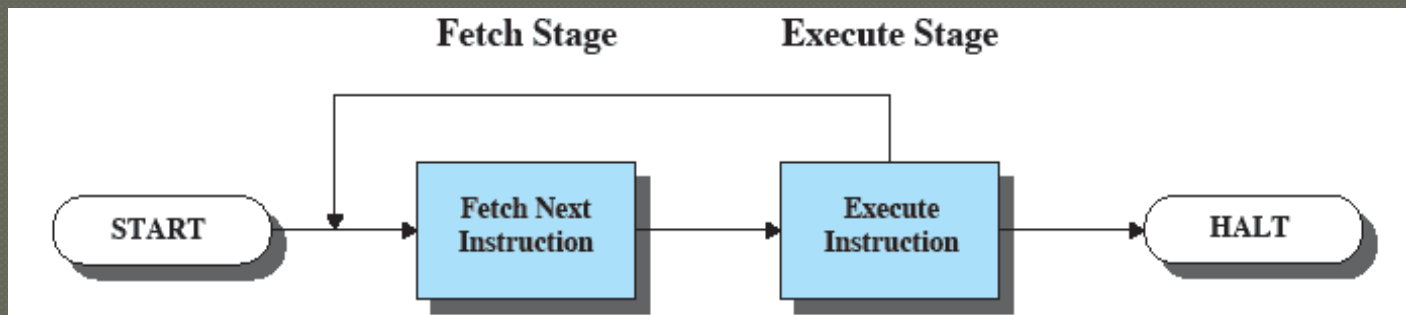 Fetch Stage
Execute Stage
START
Fetch Next
Instruction
Execute
Instruction
HALT